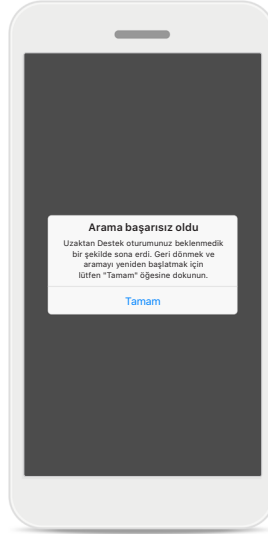 Arama başarısız oldu
Uzaktan Destek oturumunuz beklenmedik
bir şekilde sona erdi. Geri dönmek ve
aramayı yeniden başlatmak için
lütfen "Tamam" öğesine dokunun.
Tamam